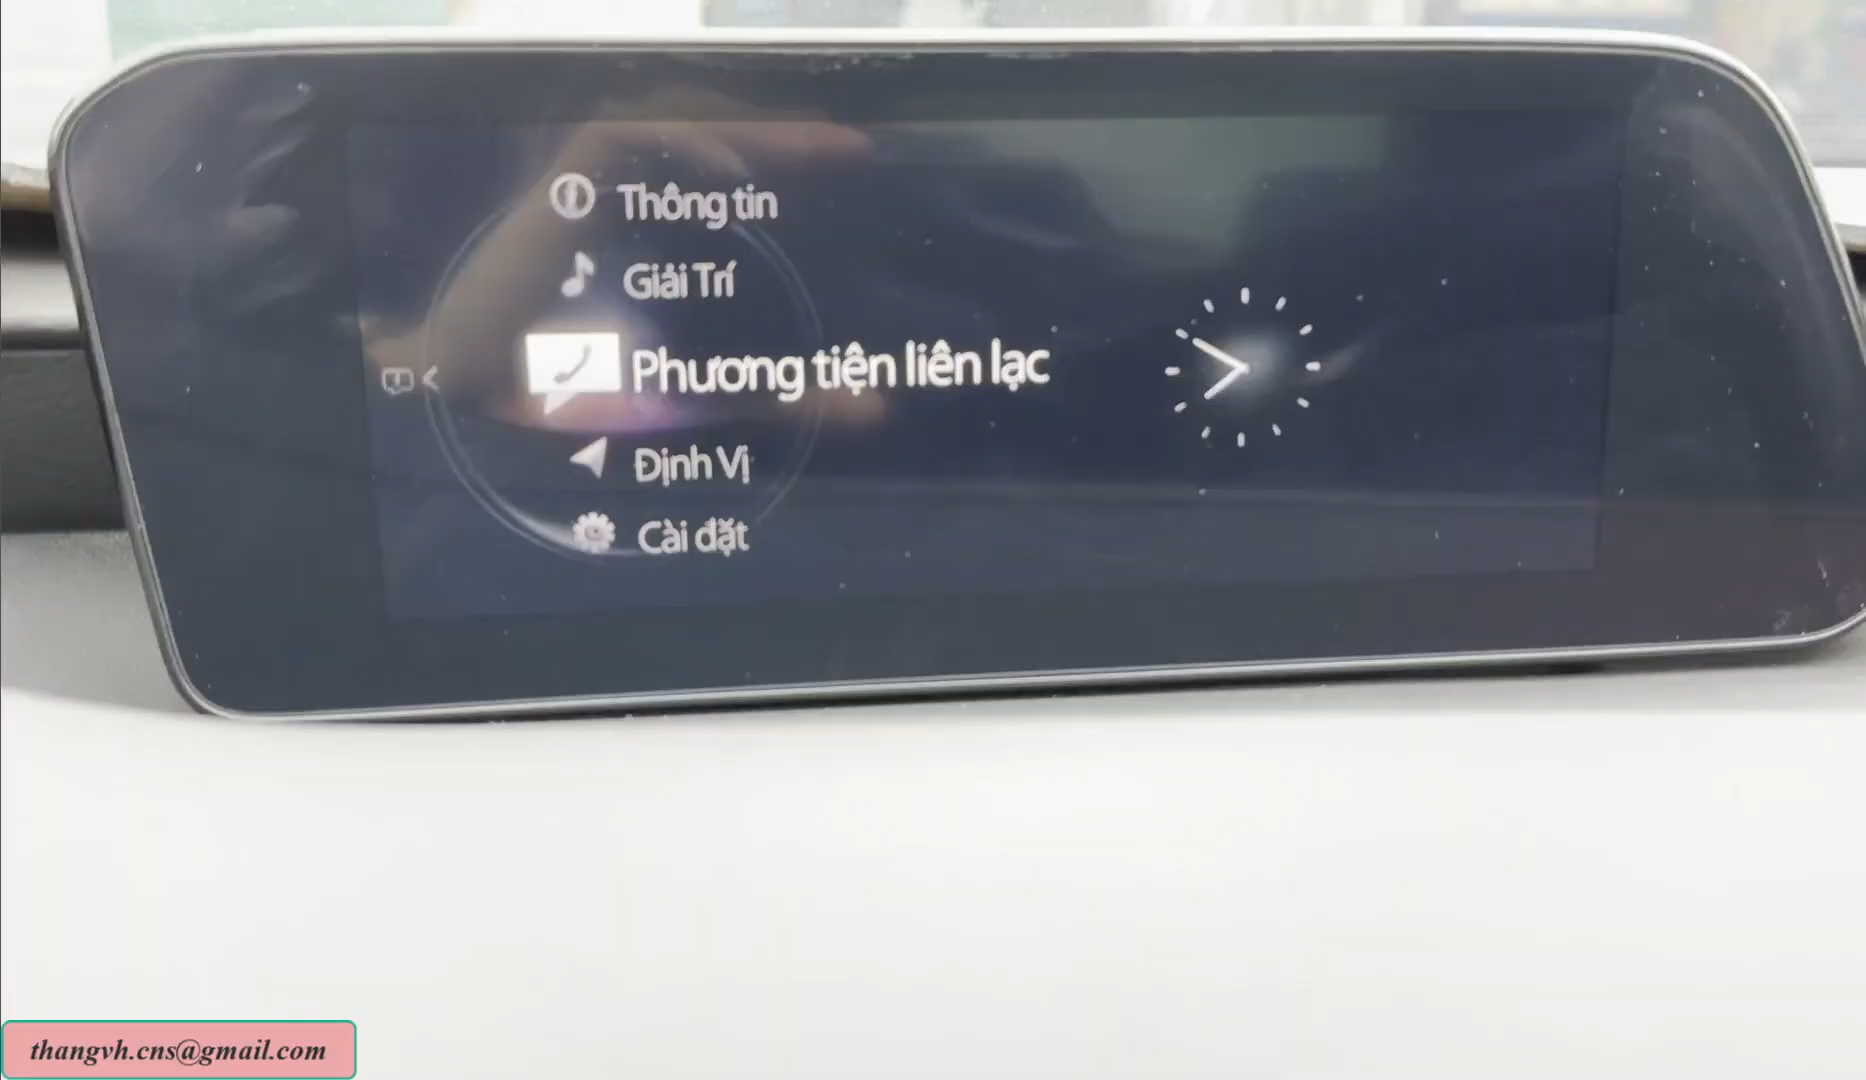 Thông tin
Giải Trí
Phương tiện liên lạc
Định Vị
Cài đặt
thangvh.cns@gmail.com